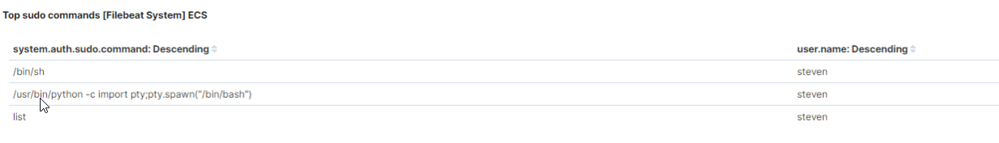 Top sudo commands [Filebeat System] ECS
system.auth.sudo.command: Descending user.name: Descending
/bin/sh steven
/usr/bin/python -c import pty;pty.spawn("/bin/bash") steven
list steven